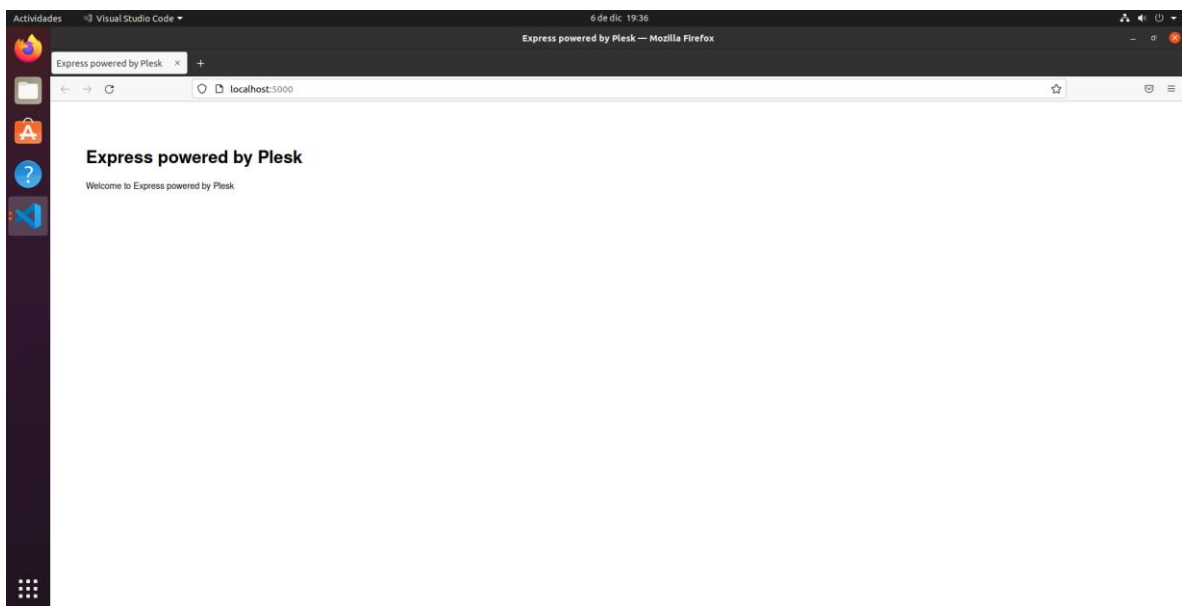 Actividades Visual Studio Code 6 de dic 19:36
Express powered by Plesk — Mozilla Firefox
Express powered by Plesk
localhost:5000
Express powered by Plesk
Welcome to Express powered by Plesk